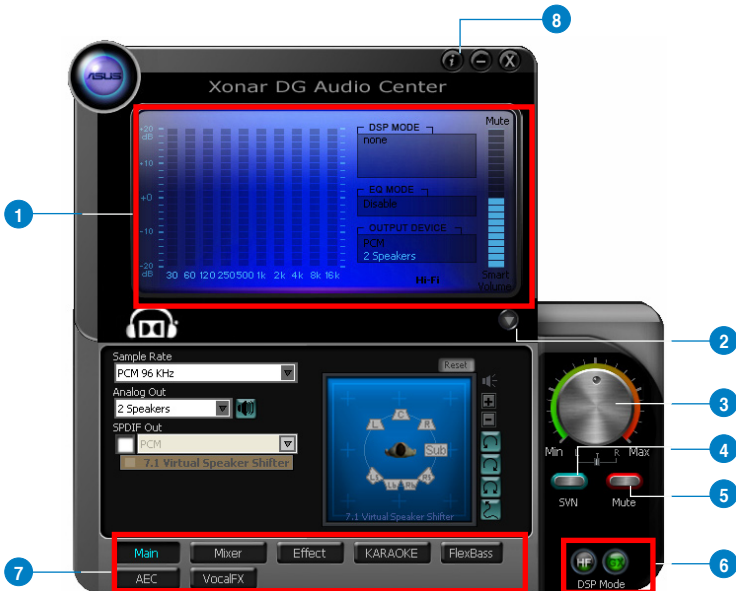 8
ASUS
i - X
Xonar DG Audio Center
+20 dB
+10
+0
-10
-20 dB
30 60 120 250 500 1k 2k 4k 8k 16k
DSP MODE
none
EQ MODE
Disable
OUTPUT DEVICE
PCM
2 Speakers
Hi-Fi
Mute
Smart Volume
1
2
Sample Rate
PCM 96 KHz
Analog Out
2 Speakers
SPDIF Out
PCM
7.1 Virtual Speaker Shifter
Reset
L C R
Sub
Ls Lb Rb Rs
7.1 Virtual Speaker Shifter
3
Min L T R Max
4
SVN
Mute
5
HF
DSP Mode
6
7
Main Mixer Effect KARAOKE FlexBass
AEC VocalFX